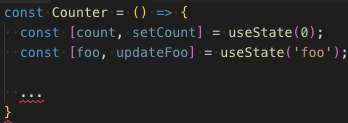 const Counter = () => {
  const [count, setCount] = useState(0);
  const [foo, updateFoo] = useState('foo');

  ...
}